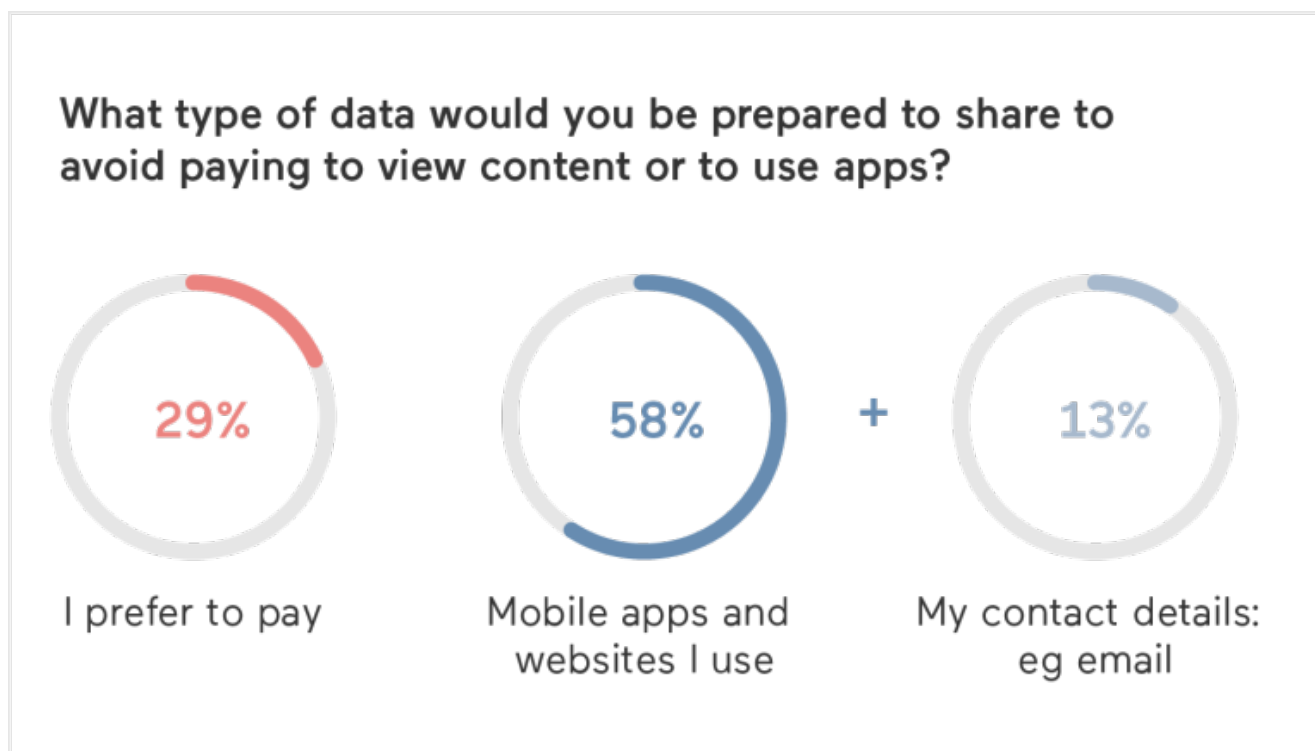 What type of data would you be prepared to share to
avoid paying to view content or to use apps?
29%
58%
+
13%
I prefer to pay
Mobile apps and
websites I use
My contact details:
eg email